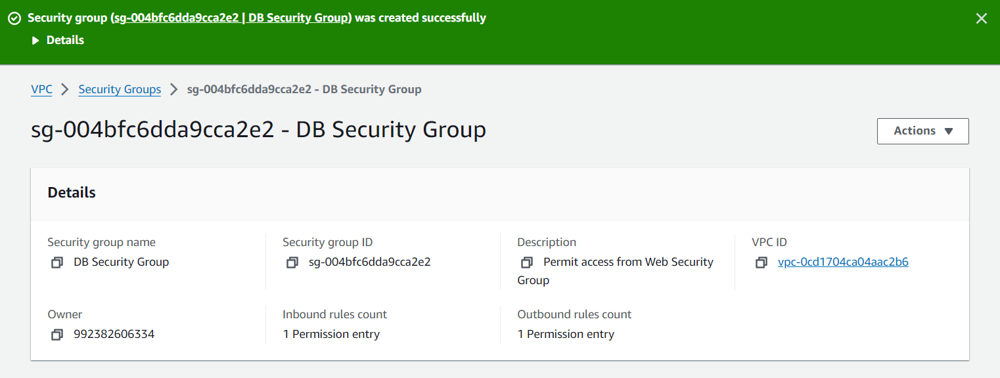 Security group (sg-004bfc6dda9cca2e2 | DB Security Group) was created successfully
Details
VPC
Security Groups
sg-004bfc6dda9cca2e2 - DB Security Group
sg-004bfc6dda9cca2e2 - DB Security Group
Actions
Details
Security group name
DB Security Group
Security group ID
sg-004bfc6dda9cca2e2
Description
Permit access from Web Security
Group
VPC ID
vpc-0cd1704ca04aac2b6
Owner
992382606334
Inbound rules count
1 Permission entry
Outbound rules count
1 Permission entry